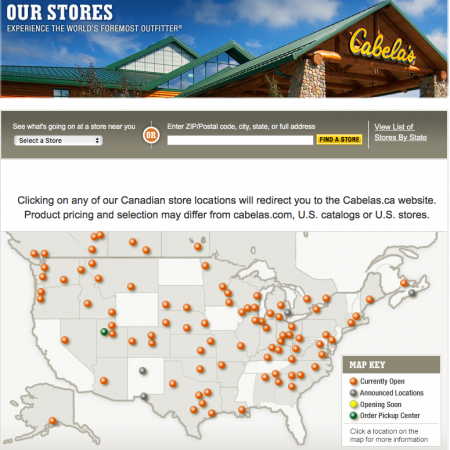 OUR STORES
EXPERIENCE THE WORLD'S FOREMOST OUTFITTER®
Cabela's
See what's going on at a store near you
Select a Store
OR
Enter ZIP/Postal code, city, state, or full address
FIND A STORE
View List of
Stores By State
Clicking on any of our Canadian store locations will redirect you to the Cabelas.ca website.
Product pricing and selection may differ from cabelas.com, U.S. catalogs or U.S. stores.
MAP KEY
Currently Open
Announced Locations
Opening Soon
Order Pickup Center
Click a location on the
map for more information